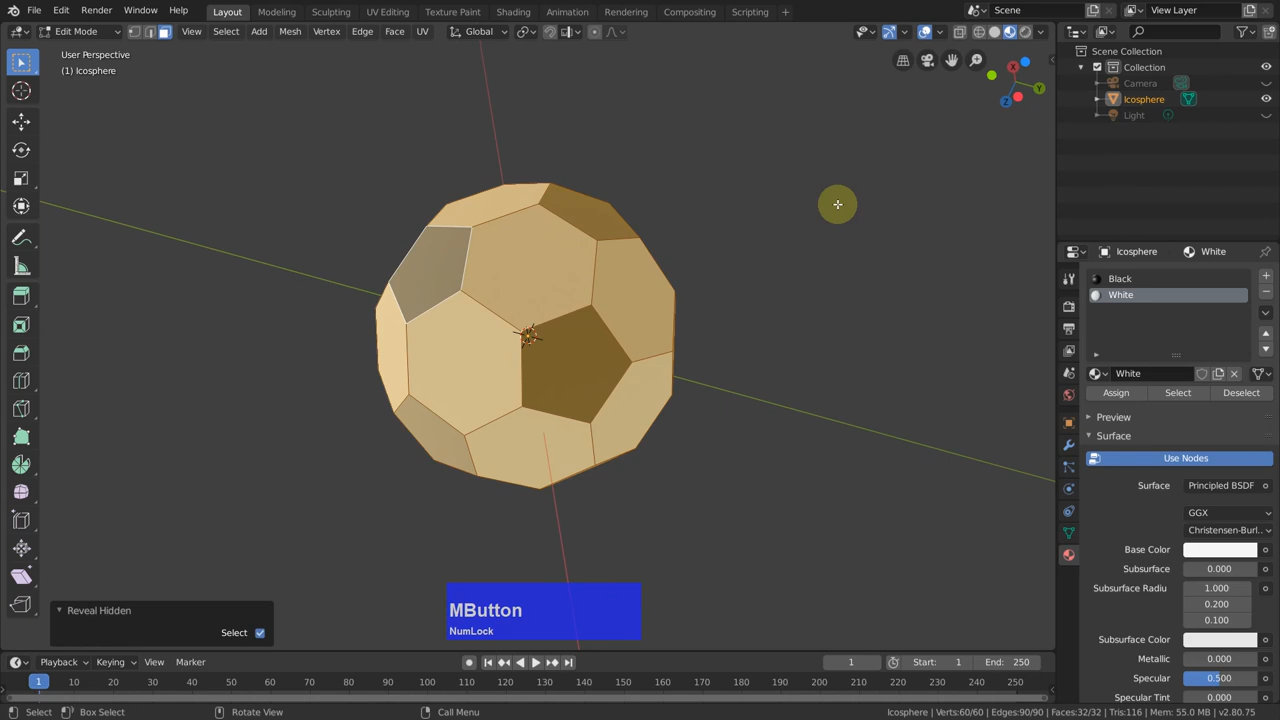 File Edit Render Window Help Layout Modeling Sculpting UV Editing Texture Paint Shading Animation Rendering Compositing Scripting + Scene View Layer
Edit Mode View Select Add Mesh Vertex Edge Face UV Global
User Perspective
(1) Icosphere
Scene Collection
Collection
Camera
Icosphere
Light
X
Y
Z
Icosphere White
Black
White
White
Assign Select Deselect
Preview
Surface
Use Nodes
Surface Principled BSDF
GGX
Christensen-Burl..
Base Color
Subsurface 0.000
Subsurface Radiu 1.000
0.200
0.100
Subsurface Color
Metallic 0.000
Specular 0.500
Specular Tint 0.000
Reveal Hidden
Select
MButton
NumLock
Playback Keying View Marker 1 Start: 1 End: 250
1 10 20 30 40 50 60 70 80 90 100 110 120 130 140 150 160 170 180 190 200 210 220 230 240 250
Select Box Select Rotate View Call Menu Icosphere | Verts:60/60 | Edges:90/90 | Faces:32/32 | Tris:116 | Mem: 55.0 MB | v2.80.75